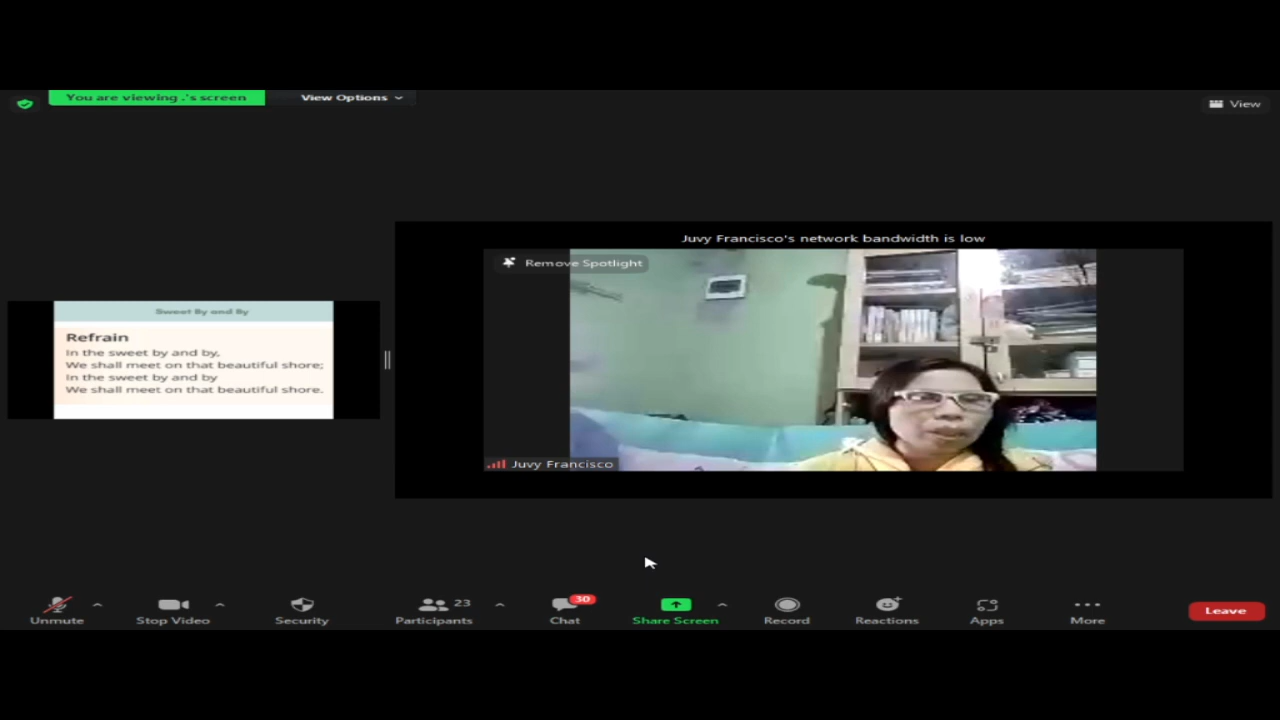 You are viewing .'s screen
View Options
View
Juvy Francisco's network bandwidth is low
Remove Spotlight
Sweet By and By
Refrain
In the sweet by and by,
We shall meet on that beautiful shore;
In the sweet by and by
We shall meet on that beautiful shore.
Juvy Francisco
Unmute
Stop Video
Security
Participants
23
Chat
30
Share Screen
Record
Reactions
Apps
More
Leave